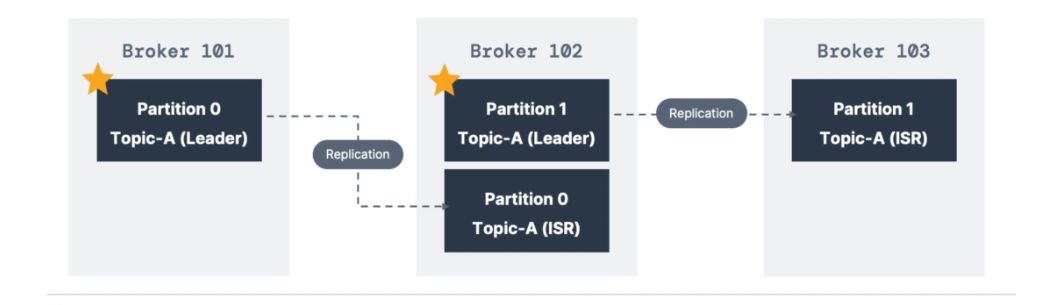 Broker 101
Partition 0
Topic-A (Leader)
Replication
Broker 102
Partition 1
Topic-A (Leader)
Partition 0
Topic-A (ISR)
Replication
Broker 103
Partition 1
Topic-A (ISR)